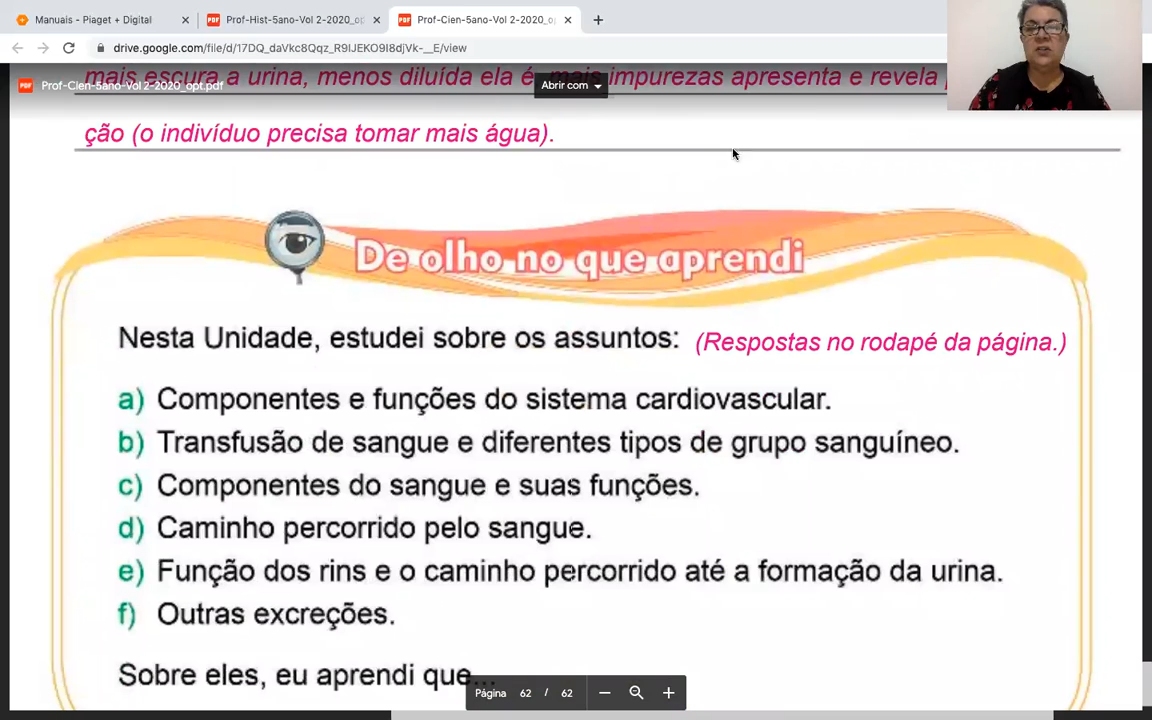 Manuais - Piaget + Digital
Prof-Hist-5ano-Vol 2-2020_op
Prof-Cien-5ano-Vol 2-2020_op
drive.google.com/file/d/17DQ_daVkc8Qqz_R9IJEKO9I8djVk-__E/view
mais escura a urina, menos diluída ela é, mais impurezas apresenta e revela
Prof-Cien-5ano-Vol 2-2020_opt.pdf
Abrir com
ção (o indivíduo precisa tomar mais água).
De olho no que aprendi
Nesta Unidade, estudei sobre os assuntos: (Respostas no rodapé da página.)
a) Componentes e funções do sistema cardiovascular.
b) Transfusão de sangue e diferentes tipos de grupo sanguíneo.
c) Componentes do sangue e suas funções.
d) Caminho percorrido pelo sangue.
e) Função dos rins e o caminho percorrido até a formação da urina.
f) Outras excreções.
Sobre eles, eu aprendi que...
Página 62 / 62